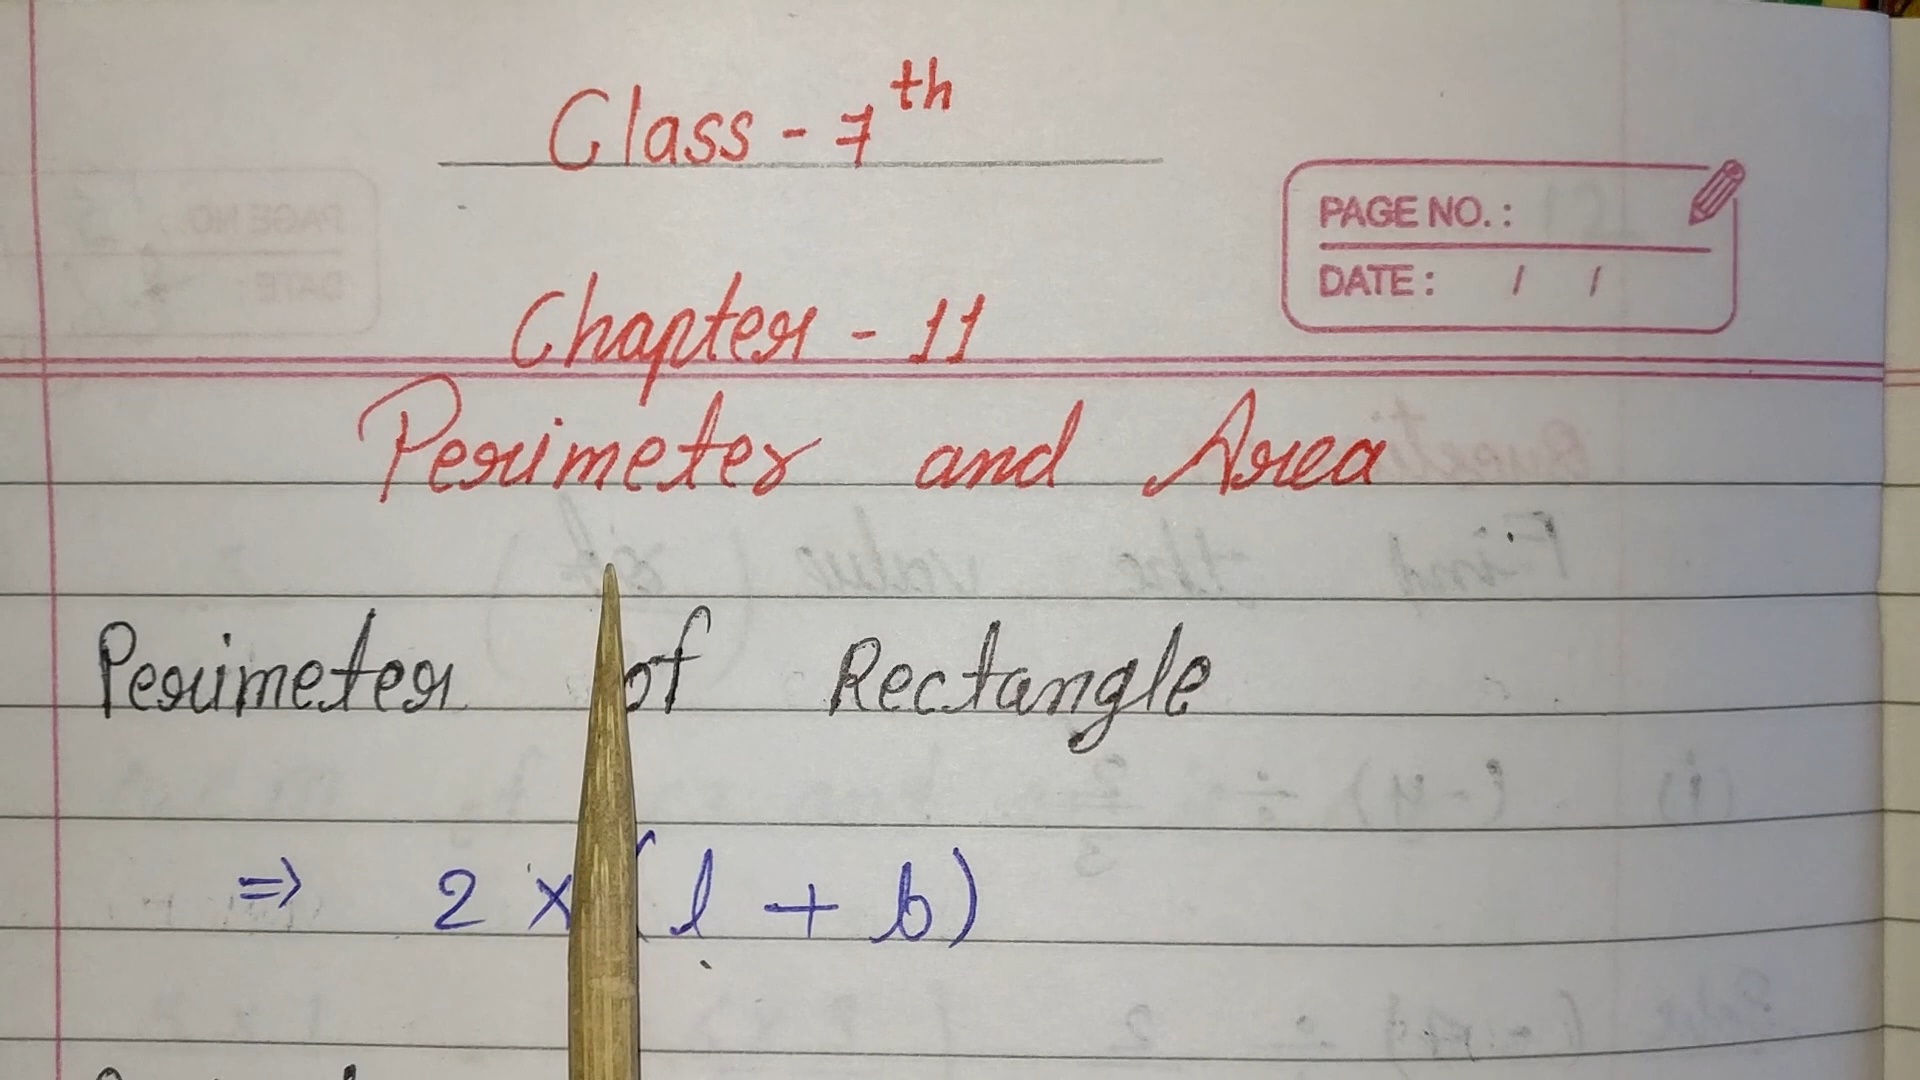 Class - 7th
PAGE NO. :
DATE : / /
Chapter - 11
Perimeter and Area
Perimeter of Rectangle
⇒ 2 × (l + b)